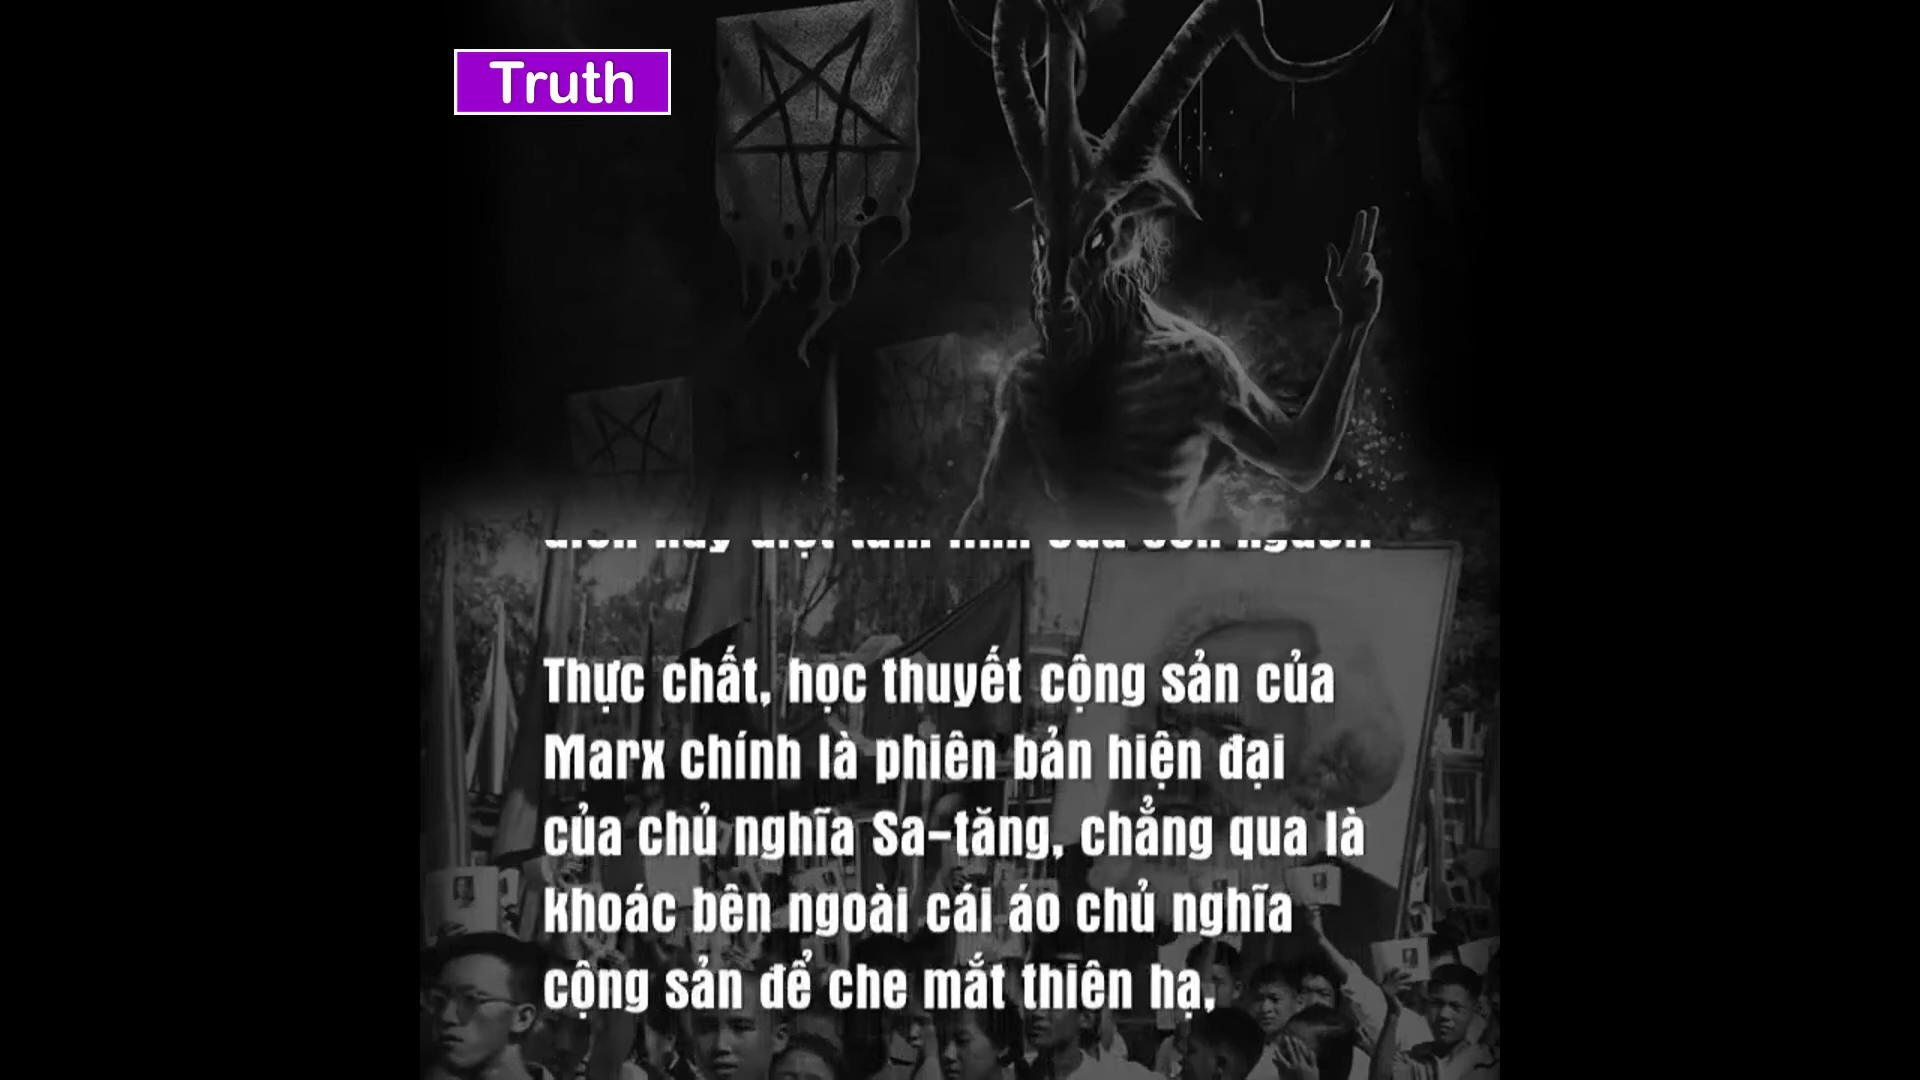 Truth
Thực chất, học thuyết cộng sản của
Marx chính là phiên bản hiện đại
của chủ nghĩa Sa-tăng, chẳng qua là
khoác bên ngoài cái áo chủ nghĩa
cộng sản để che mắt thiên hạ,